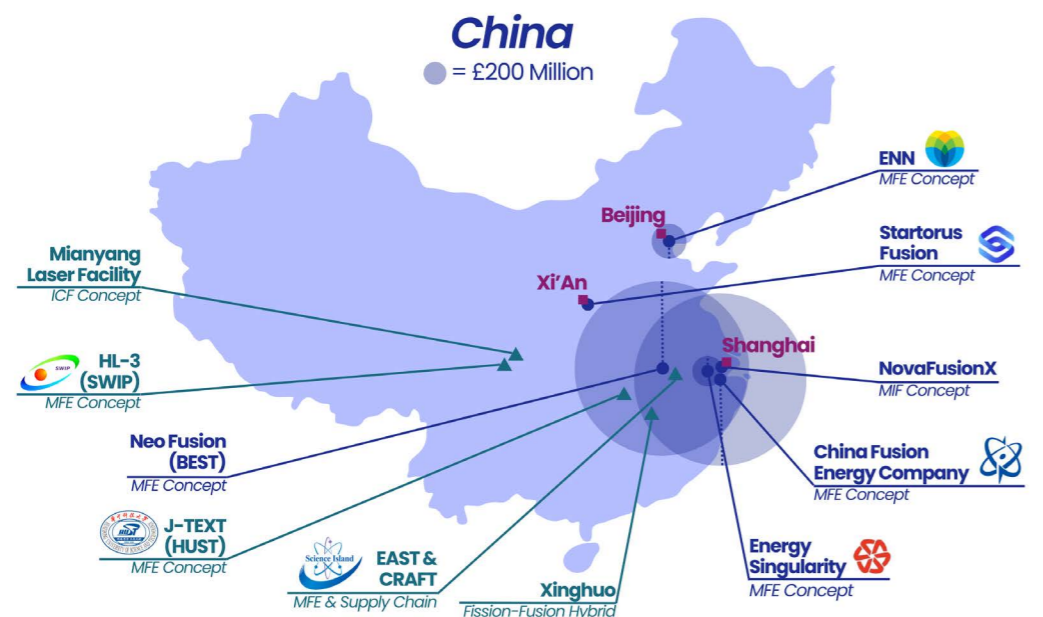 China
= £200 Million
ENN
MFE Concept
Beijing
Startorus
Fusion
MFE Concept
Mianyang
Laser Facility
ICF Concept
Xi'An
Shanghai
SWIP
HL-3
(SWIP)
MFE Concept
NovaFusionX
MIF Concept
Neo Fusion
(BEST)
MFE Concept
China Fusion
Energy Company
MFE Concept
J-TEXT
(HUST)
MFE Concept
Science Island
EAST &
CRAFT
MFE & Supply Chain
Xinghuo
Fission-Fusion Hybrid
Energy
Singularity
MFE Concept